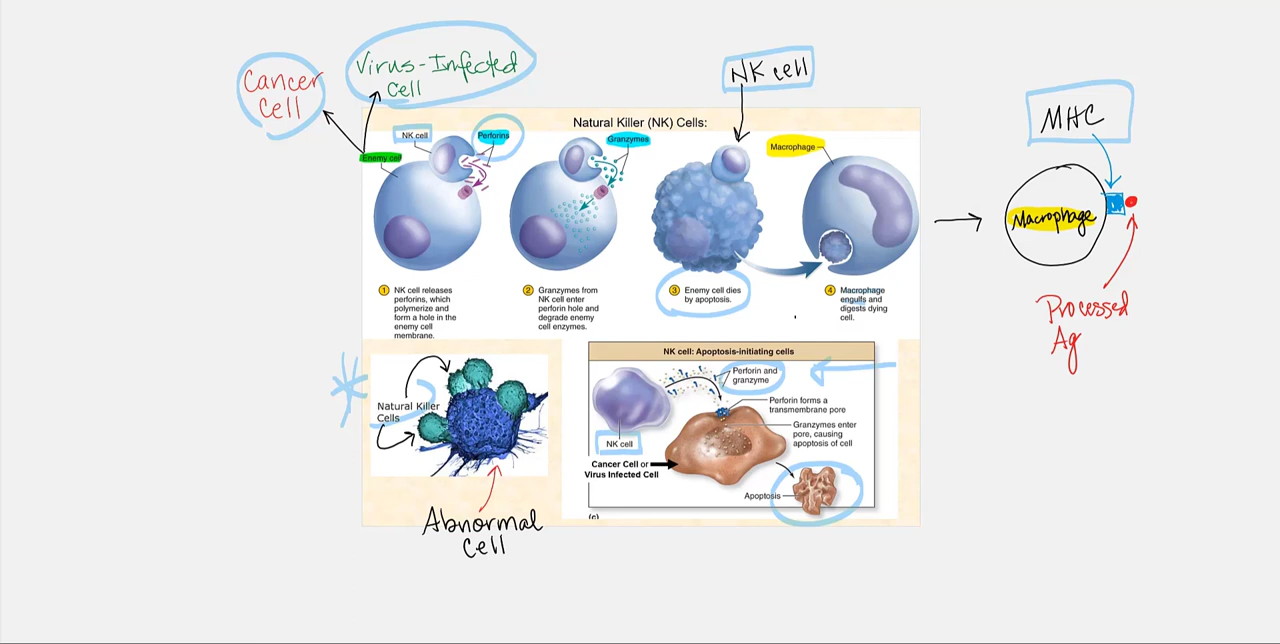 Virus-Infected
Cell
Cancer
Cell
NK cell
MHC
Natural Killer (NK) Cells:
NK cell
Perforins
Enemy cell
Granzymes
Macrophage
Macrophage
1 NK cell releases
perforins, which
polymerize and
form a hole in the
enemy cell
membrane.
2 Granzymes from
NK cell enter
perforin hole and
degrade enemy
cell enzymes.
3 Enemy cell dies
by apoptosis.
4 Macrophage
engulfs and
digests dying
cell.
Processed
Ag
Natural Killer
Cells
Abnormal
Cell
NK cell: Apoptosis-initiating cells
Perforin and
granzyme
Perforin forms a
transmembrane pore
Granzymes enter
pore, causing
apoptosis of cell
NK cell
Cancer Cell or
Virus Infected Cell
Apoptosis